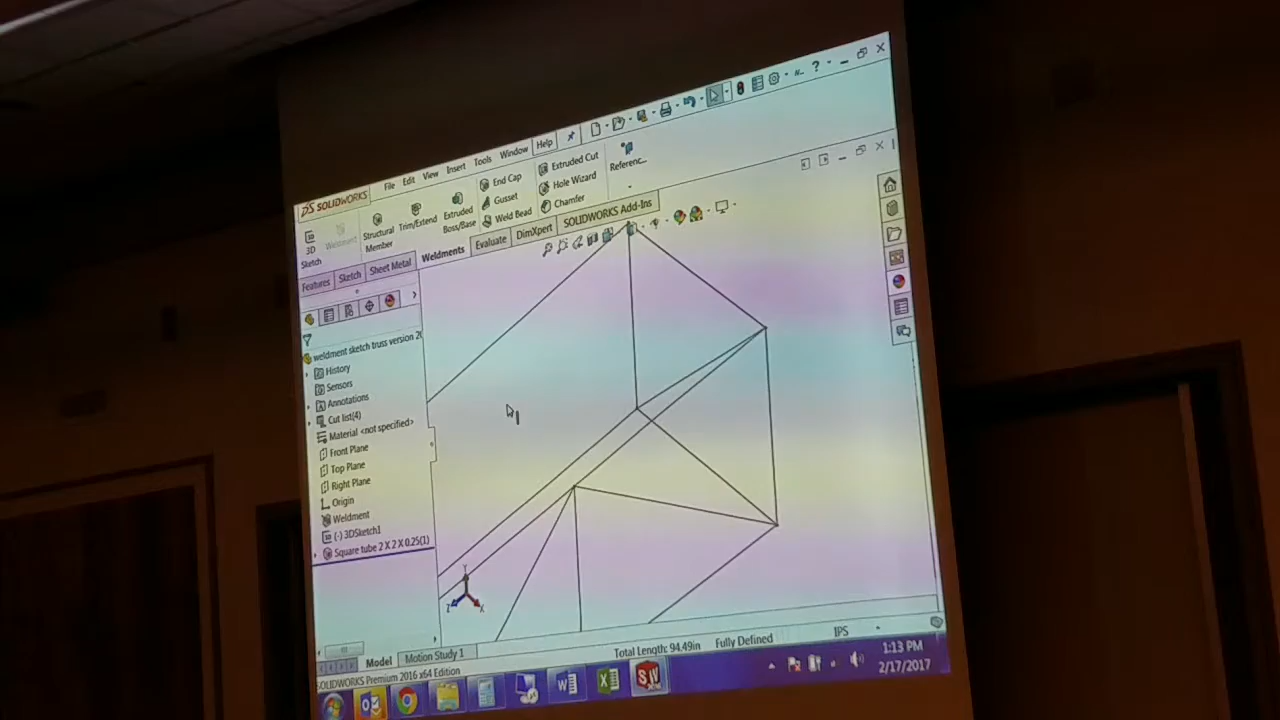 DS SOLIDWORKS
File Edit View Insert Tools Window Help
3D Sketch
Weldment
Structural Member
Trim/Extend
Extruded Boss/Base
End Cap
Gusset
Weld Bead
Extruded Cut
Hole Wizard
Chamfer
Referenc...
Features Sketch Sheet Metal Weldments Evaluate DimXpert SOLIDWORKS Add-Ins
weldment sketch truss version 2
History
Sensors
Annotations
Cut list(4)
Material <not specified>
Front Plane
Top Plane
Right Plane
Origin
Weldment
(-) 3DSketch1
Square tube 2 X 2 X 0.25(1)
Y
Z X
Model Motion Study 1
SOLIDWORKS Premium 2016 x64 Edition
Total Length: 94.49in Fully Defined IPS
1:13 PM
2/17/2017